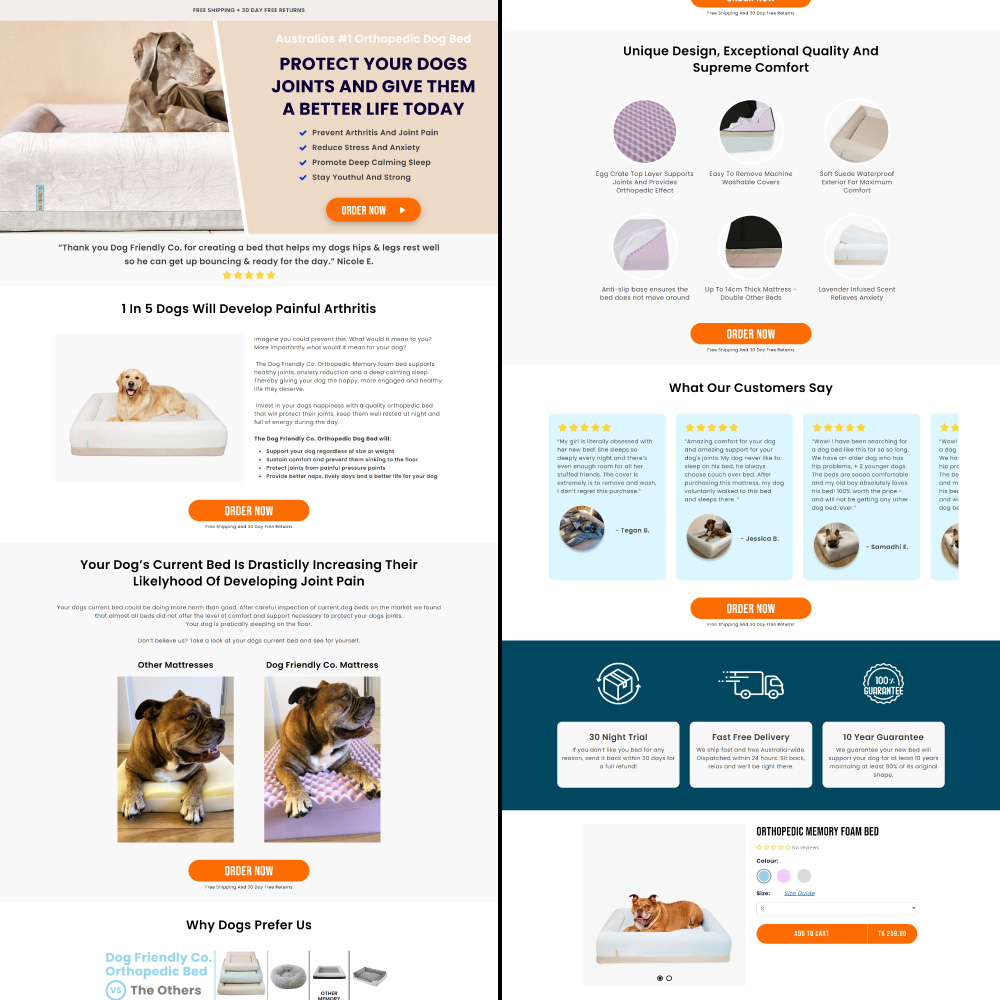 FREE SHIPPING + 30 DAY FREE RETURNS
Australias #1 Orthopedic Dog Bed
PROTECT YOUR DOGS
JOINTS AND GIVE THEM
A BETTER LIFE TODAY
Prevent Arthritis And Joint Pain
Reduce Stress And Anxiety
Promote Deep Calming Sleep
Stay Youthul And Strong
ORDER NOW
“Thank you Dog Friendly Co. for creating a bed that helps my dogs hips & legs rest well
so he can get up bouncing & ready for the day.” Nicole E.
1 In 5 Dogs Will Develop Painful Arthritis
Imagine you could prevent this. What would it mean to you?
More importantly what would it mean for your dog?
The Dog Friendly Co. Orthopedic Memory foam bed supports
healthy joints, anxiety reduction and a deep calming sleep.
Thereby giving your dog the happy, more engaged and healthy
life they deserve.
Invest in your dogs happiness with a quality orthopedic bed
that will protect their joints, keep them well rested at night and
full of energy during the day.
The Dog Friendly Co. Orthopedic Dog Bed will:
Support your dog regardless of size or weight
Sustain comfort and prevent them sinking to the floor
Protect joints from painful pressure points
Provide better naps, lively days and a better life for your dog
ORDER NOW
Free Shipping And 30 Day Free Returns
Your Dog’s Current Bed Is Drasticlly Increasing Their
Likelyhood Of Developing Joint Pain
Your dogs current bed could be doing more harm than good. After careful inspection of current dog beds on the market we found
that almost all beds did not offer the level of comfort and support necessary to protect your dogs joints.
Your dog is pratically sleeping on the floor.
Don't believe us? Take a look at your dogs current bed and see for yourself.
Other Mattresses
Dog Friendly Co. Mattress
ORDER NOW
Free Shipping And 30 Day Free Returns
Why Dogs Prefer Us
Dog Friendly Co.
Orthopedic Bed
VS The Others
OTHER
MEMORY
Free Shipping And 30 Day Free Returns
Unique Design, Exceptional Quality And
Supreme Comfort
Egg Crate Top Layer Supports
Joints And Provides
Orthopedic Effect
Easy To Remove Machine
Washable Covers
Soft Suede Waterproof
Exterior For Maximum
Comfort
Anti-slip base ensures the
bed does not move around
Up To 14cm Thick Mattress -
Double Other Beds
Lavender Infused Scent
Relieves Anxiety
ORDER NOW
Free Shipping And 30 Day Free Returns
What Our Customers Say
"My girl is literally obsessed with
her new bed! She sleeps so
deeply every night and there's
even enough room for all her
stuffed friends. The cover is
extremely is to remove and wash,
I don't regret this purchase."
- Tegan B.
"Amazing comfort for your dog
and amazing support for your
dog's joints. My dog never like to
sleep on his bed, he always
choose couch over bed. After
purchasing this mattress, my dog
voluntarily walked to this bed
and sleeps there. "
- Jessica B.
"Wow! I have been searching for
a dog bed like this for so so long.
We have an older dog who has
hip problems, + 2 younger dogs.
The beds are soooo comfortable
and my old boy absolutely loves
his bed! 100% worth the price -
and will not be getting any other
dog bed, ever."
- Samadhi E.
"Wow! I
a dog
We ha
hip pro
The be
and m
his bed
and wi
dog be
ORDER NOW
Free Shipping And 30 Day Free Returns
100%
GUARANTEE
30 Night Trial
If you don't like you bed for any
reason, send it back within 30 days for
a full refund!
Fast Free Delivery
We ship fast and free Australia-wide.
Dispatched within 24 hours. Sit back,
relax and we'll be right there.
10 Year Guarantee
We guarantee your new bed will
support your dog for at least 10 years
maintaing at least 90% of its original
shape.
ORTHOPEDIC MEMORY FOAM BED
No reviews
Colour:
Size: Size Guide
S
ADD TO CART TK 259.00